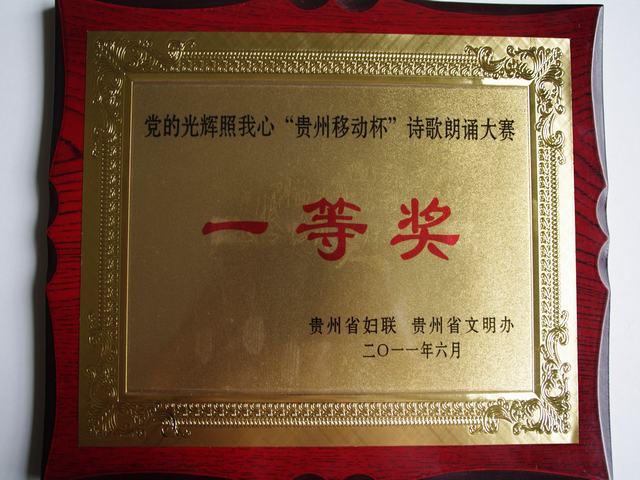 党的光辉照我心“贵州移动杯”诗歌朗诵大赛
一等奖
贵州省妇联 贵州省文明办
二〇一一年六月